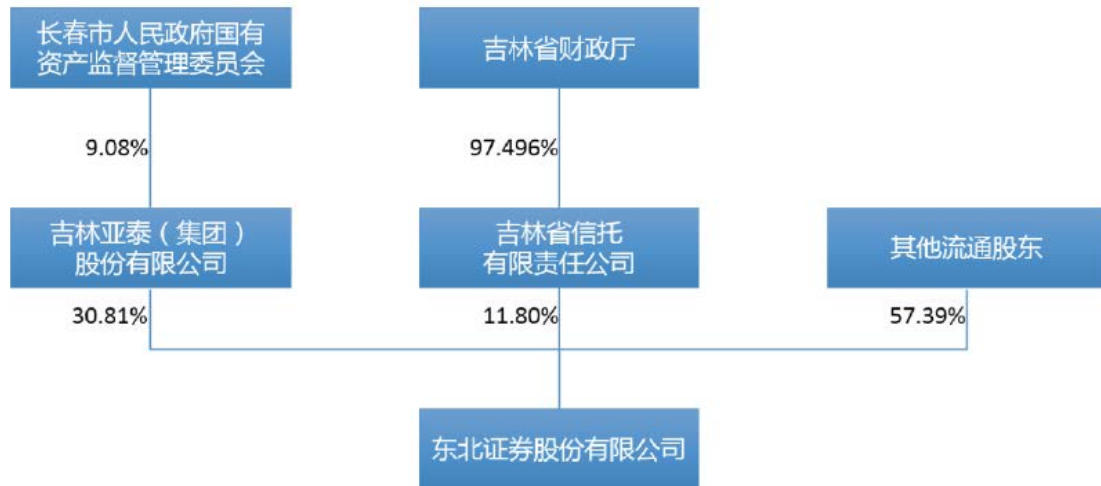 长春市人民政府国有
资产监督管理委员会
吉林省财政厅
9.08%
97.496%
吉林亚泰（集团）
股份有限公司
吉林省信托
有限责任公司
其他流通股东
30.81%
11.80%
57.39%
东北证券股份有限公司